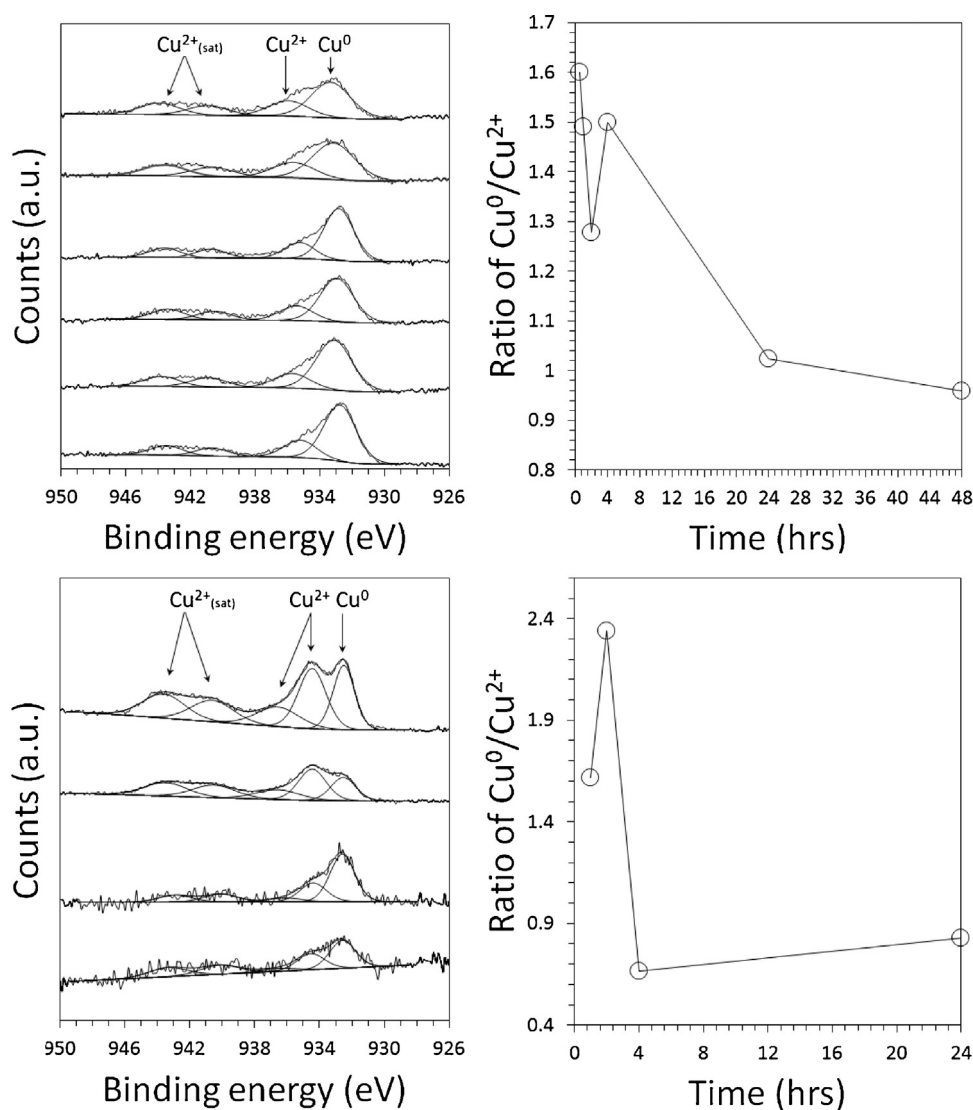 Cu²⁺(sat) Cu²⁺ Cu⁰
Counts (a.u.)
950 946 942 938 934 930 926
Binding energy (eV)
1.7
1.6
1.5
1.4
1.3
1.2
1.1
1
0.9
0.8
Ratio of Cu⁰/Cu²⁺
0 4 8 12 16 20 24 28 32 36 40 44 48
Time (hrs)
Cu²⁺(sat) Cu²⁺ Cu⁰
Counts (a.u.)
950 946 942 938 934 930 926
Binding energy (eV)
2.4
1.9
1.4
0.9
0.4
Ratio of Cu⁰/Cu²⁺
0 4 8 12 16 20 24
Time (hrs)